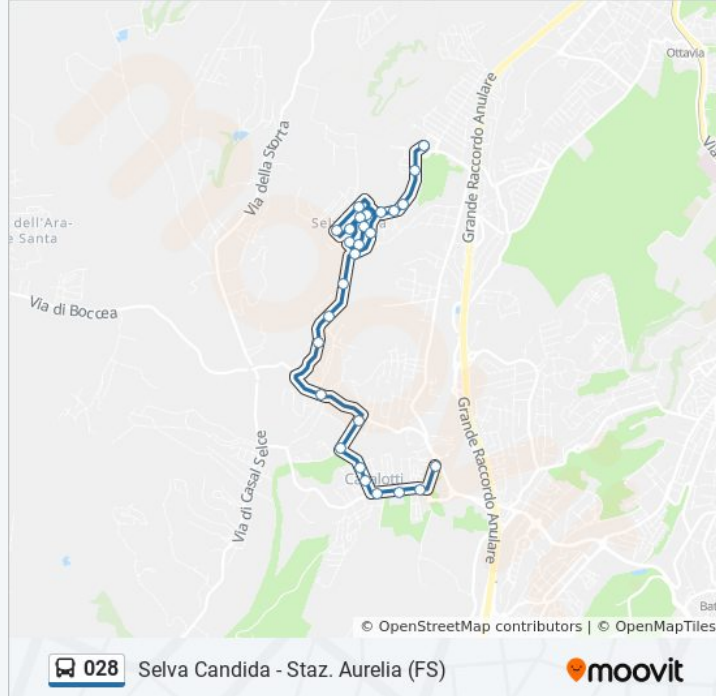 Ottavia
Via della Storta
Grande Raccordo Anulare
dell'Ara-
e Santa
Via di Boccea
Grande Raccordo Anulare
Via di Casal Selce
© OpenStreetMap contributors | © OpenMapTiles
028 Selva Candida - Staz. Aurelia (FS)
moovit